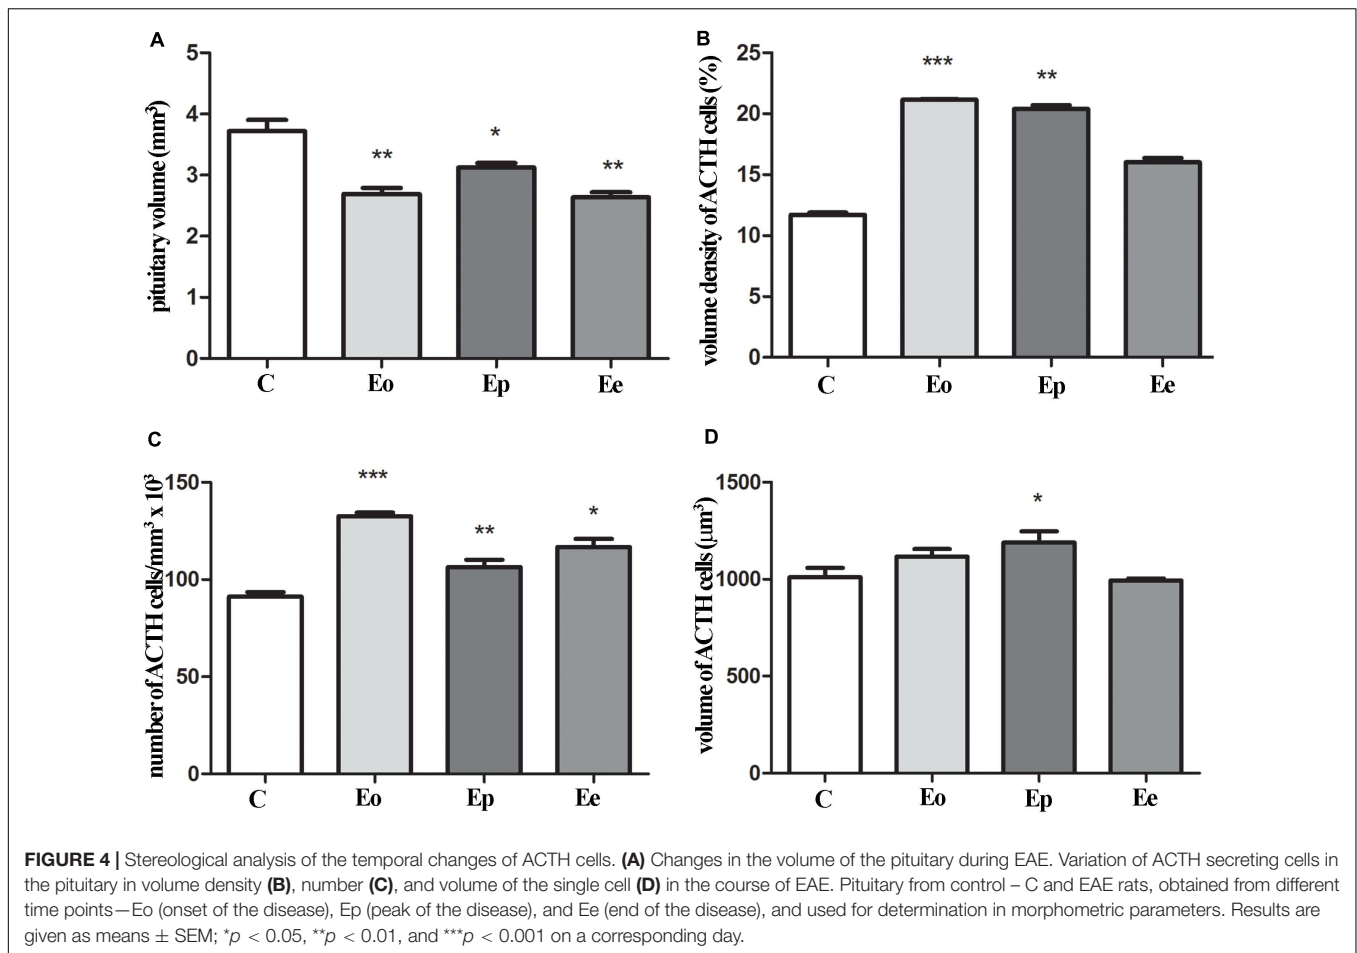 A
pituitary volume (mm³)
5
4
3
2
1
0
**
*
**
C
Eo
Ep
Ee
B
volume density of ACTH cells (%)
25
20
15
10
5
0
***
**
C
Eo
Ep
Ee
C
number of ACTH cells/mm³ x 10³
150
100
50
0
***
**
*
C
Eo
Ep
Ee
D
volume of ACTH cells (µm³)
1500
1000
500
0
*
C
Eo
Ep
Ee
FIGURE 4 | Stereological analysis of the temporal changes of ACTH cells. (A) Changes in the volume of the pituitary during EAE. Variation of ACTH secreting cells in
the pituitary in volume density (B), number (C), and volume of the single cell (D) in the course of EAE. Pituitary from control – C and EAE rats, obtained from different
time points—Eo (onset of the disease), Ep (peak of the disease), and Ee (end of the disease), and used for determination in morphometric parameters. Results are
given as means ± SEM; *p < 0.05, **p < 0.01, and ***p < 0.001 on a corresponding day.